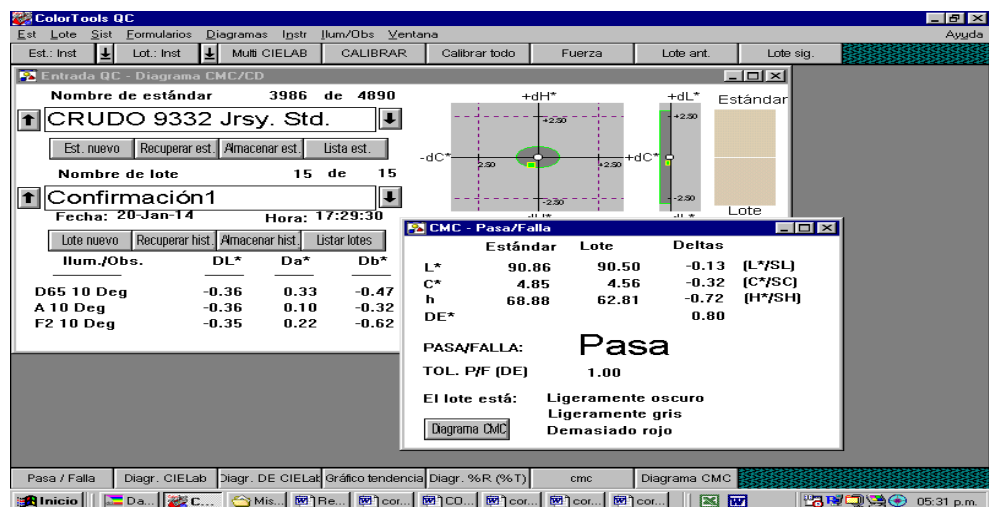 ColorTools QC
Est Lote Sist Formularios Diagramas Instr Ilum/Obs Ventana Ayuda
Est.: Inst Lot.: Inst Multi CIELAB CALIBRAR Calibrar todo Fuerza Lote ant. Lote sig.
Entrada QC - Diagrama CMC/CD
Nombre de estándar 3986 de 4890
CRUDO 9332 Jrsy. Std.
Est. nuevo Recuperar est. Almacenar est. Lista est.
Nombre de lote 15 de 15
Confirmación1
Fecha: 20-Jan-14 Hora: 17:29:30
Lote nuevo Recuperar hist. Almacenar hist. Listar lotes
Ilum./Obs. DL* Da* Db*
D65 10 Deg -0.36 0.33 -0.47
A 10 Deg -0.36 0.10 -0.32
F2 10 Deg -0.35 0.22 -0.62
+dH*
+2.50
-dC* 2.50 +2.50 +dC*
-2.50
+dL*
+2.50
-2.50
Estándar
Lote
CMC - Pasa/Falla
Estándar Lote Deltas
L* 90.86 90.50 -0.13 (L*/SL)
C* 4.85 4.56 -0.32 (C*/SC)
h 68.88 62.81 -0.72 (H*/SH)
DE* 0.80
PASA/FALLA: Pasa
TOL. P/F (DE) 1.00
El lote está: Ligeramente oscuro
Ligeramente gris
Demasiado rojo
Diagrama CMC
Pasa / Falla Diagr. CIELab Diagr. DE CIELab Gráfico tendencia Diagr. %R (%T) cmc Diagrama CMC
Inicio Da... C... Mis... Re... cor... CO... cor... cor... cor... 05:31 p.m.